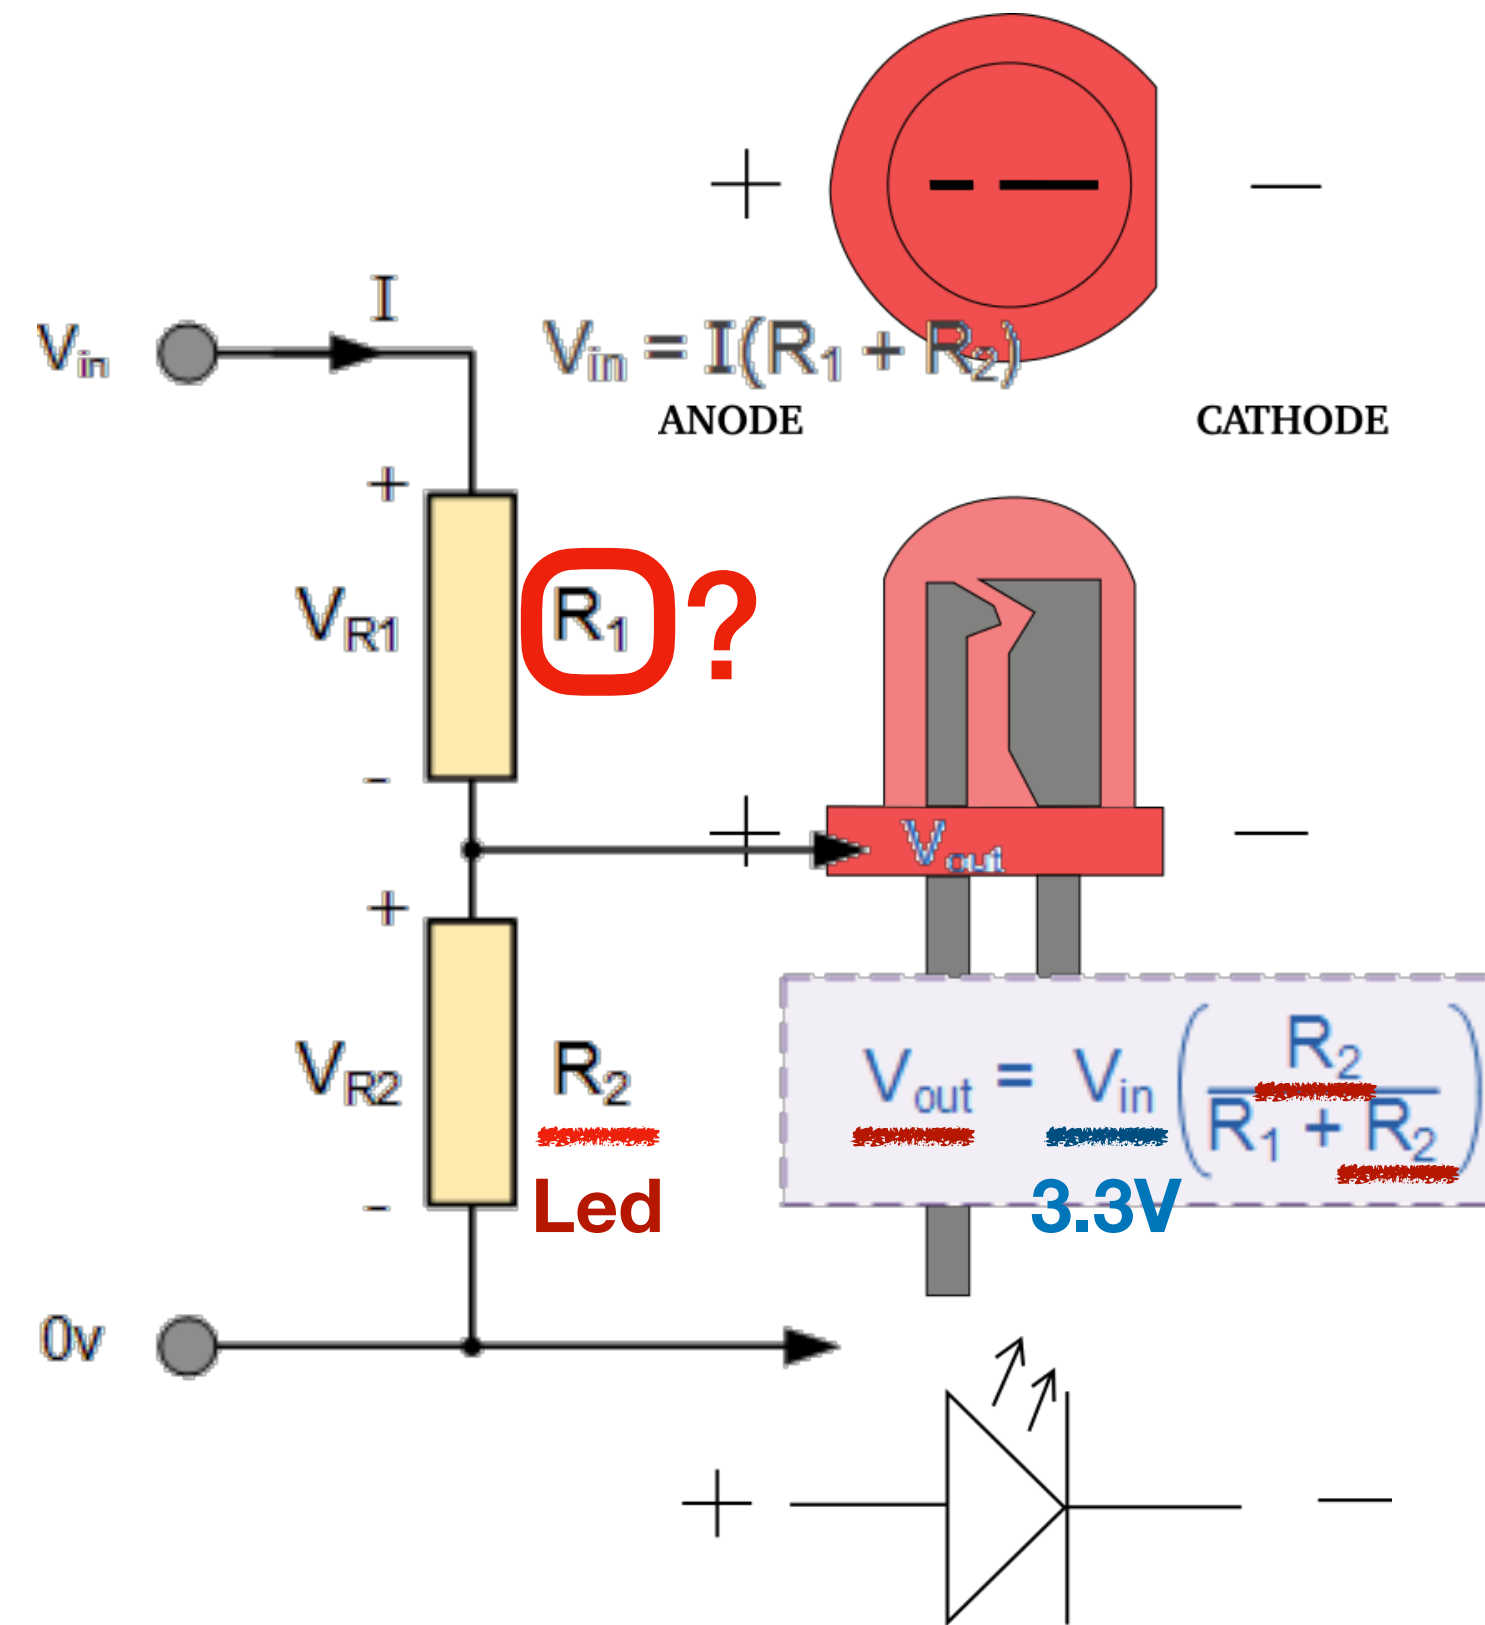 + −
I
Vin
Vin = I(R1 + R2)
ANODE CATHODE
+
VR1
R1 ?
-
+ −
Vout
+
VR2
R2
Vout = Vin (R2 / R1 + R2)
Led
3.3V
-
0v
+ −